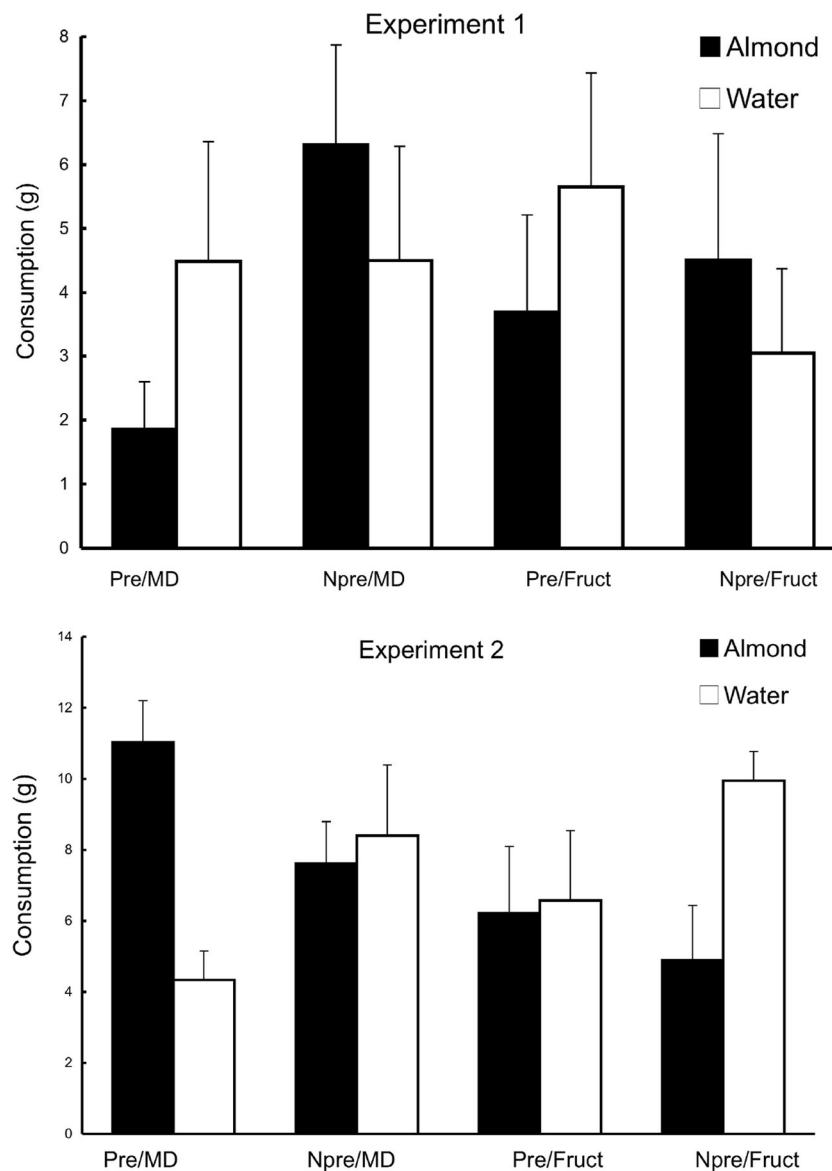 Experiment 1
Almond
Water
Consumption (g)
8
7
6
5
4
3
2
1
0
Pre/MD Npre/MD Pre/Fruct Npre/Fruct
Experiment 2
Almond
Water
Consumption (g)
14
12
10
8
6
4
2
0
Pre/MD Npre/MD Pre/Fruct Npre/Fruct